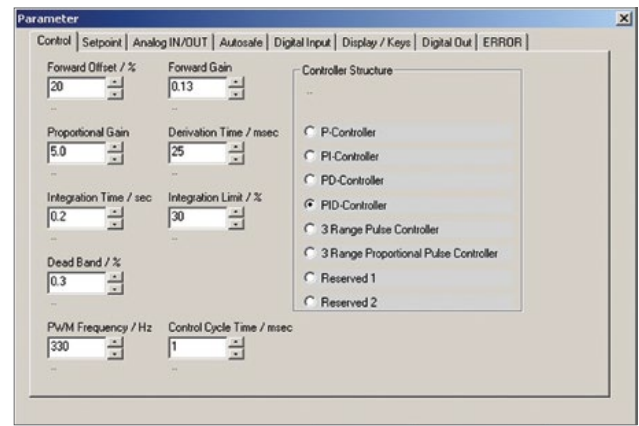 Parameter
Control Setpoint Analog IN/OUT Autosafe Digital Input Display / Keys Digital Out ERROR
Forward Offset / % Forward Gain
20 0.13
Proportional Gain Derivation Time / msec
5.0 25
Integration Time / sec Integration Limit / %
0.2 30
Dead Band / %
0.3
PWM Frequency / Hz Control Cycle Time / msec
330 1
Controller Structure
P-Controller
PI-Controller
PD-Controller
PID-Controller
3 Range Pulse Controller
3 Range Proportional Pulse Controller
Reserved 1
Reserved 2